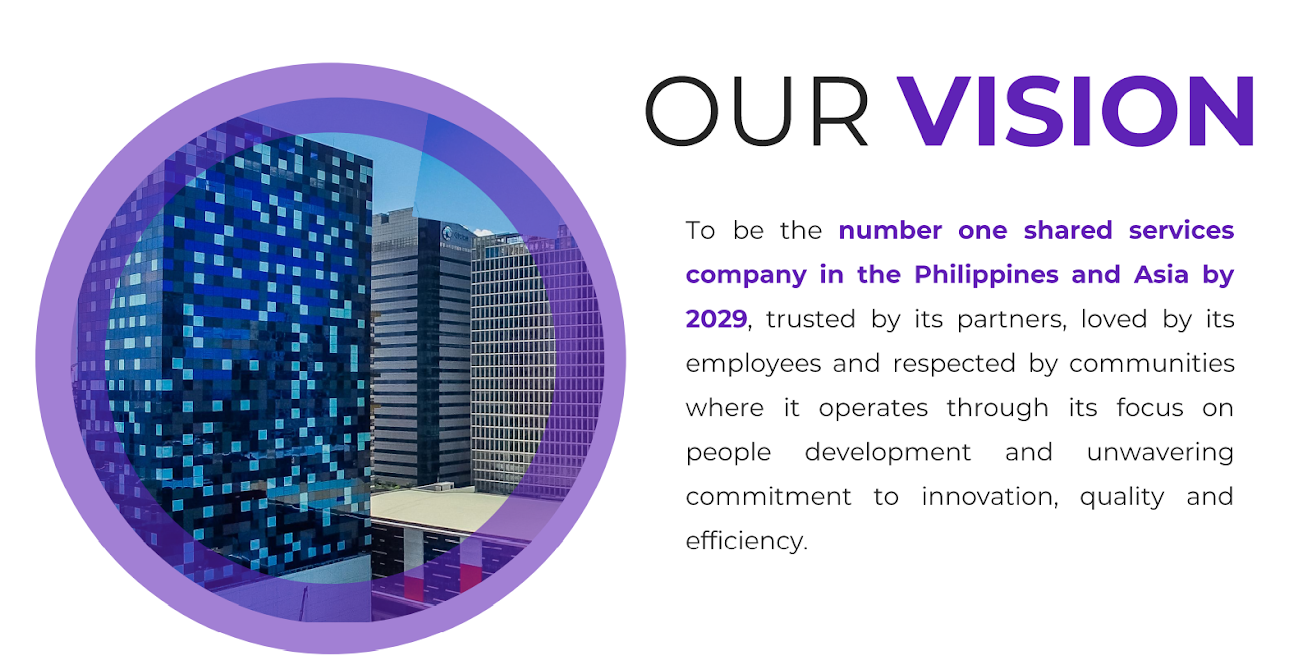 OUR VISION
To be the number one shared services
company in the Philippines and Asia by
2029, trusted by its partners, loved by its
employees and respected by communities
where it operates through its focus on
people development and unwavering
commitment to innovation, quality and
efficiency.